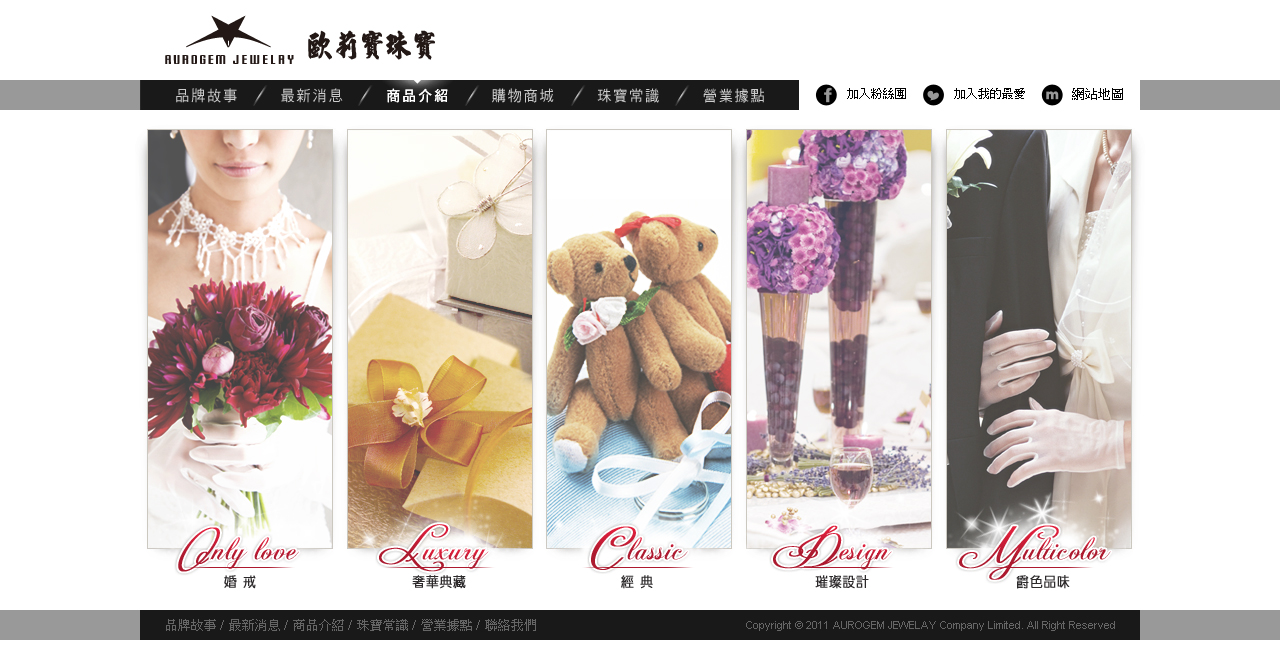 AUROGEM JEWELAY 歐莉寶珠寶
品牌故事 最新消息 商品介紹 購物商城 珠寶常識 營業據點 加入粉絲團 加入我的最愛 網站地圖
Only love Luxury Classic Design Multicolor
婚戒 奢華典藏 經典 璀璨設計 爵色品味
品牌故事 / 最新消息 / 商品介紹 / 珠寶常識 / 營業據點 / 聯絡我們 Copyright © 2011 AUROGEM JEWELAY Company Limited. All Right Reserved